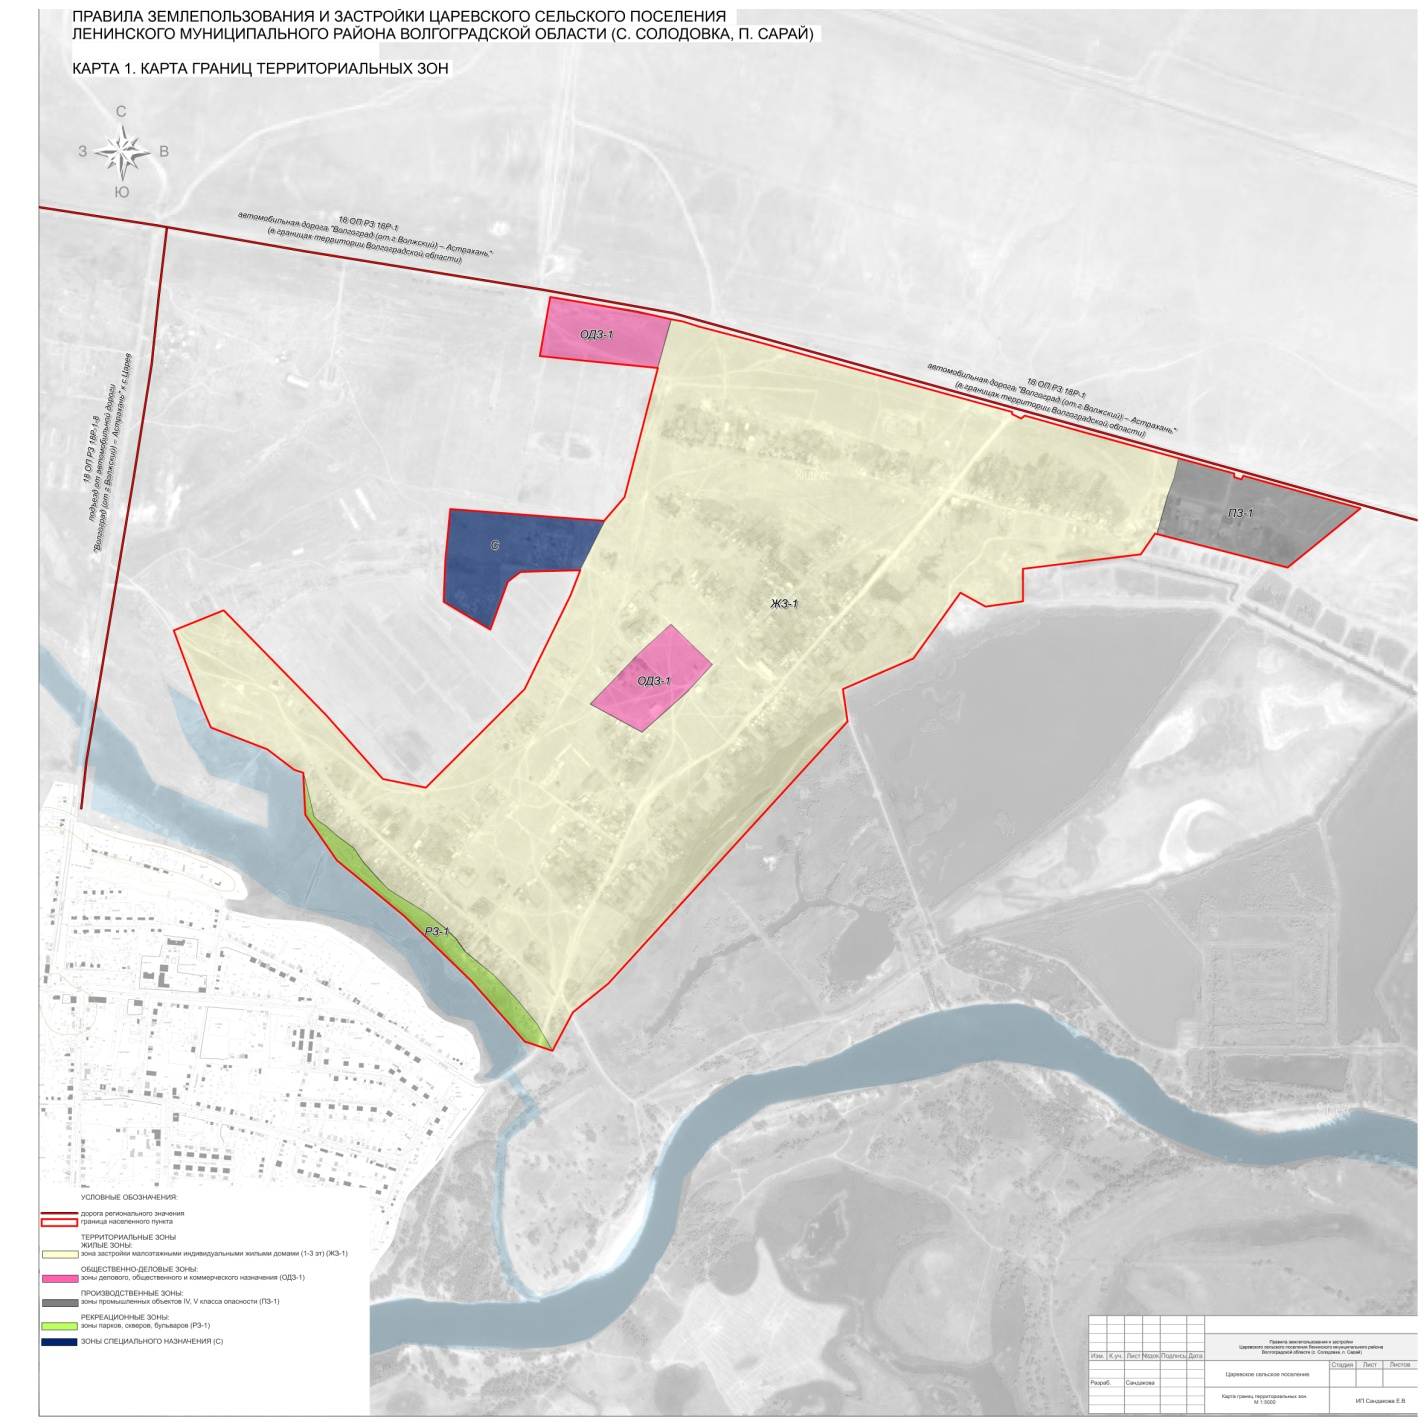 ПРАВИЛА ЗЕМЛЕПОЛЬЗОВАНИЯ И ЗАСТРОЙКИ ЦАРЕВСКОГО СЕЛЬСКОГО ПОСЕЛЕНИЯ
ЛЕНИНСКОГО МУНИЦИПАЛЬНОГО РАЙОНА ВОЛГОГРАДСКОЙ ОБЛАСТИ (С. СОЛОДОВКА, П. САРАЙ)
КАРТА 1. КАРТА ГРАНИЦ ТЕРРИТОРИАЛЬНЫХ ЗОН
С
З
В
Ю
18 ОП РЗ 18Р-1
автомобильная дорога "Волгоград (от г. Волжский) – Астрахань"
(в границах территории Волгоградской области)
18 ОП РЗ 18Р-1-8
подъезд от автомобильной дороги
"Волгоград (от г. Волжский) – Астрахань" к с. Царев
ОДЗ-1
18 ОП РЗ 18Р-1
автомобильная дорога "Волгоград (от г. Волжский) – Астрахань"
(в границах территории Волгоградской области)
ПЗ-1
С
ЖЗ-1
ОДЗ-1
РЗ-1
УСЛОВНЫЕ ОБОЗНАЧЕНИЯ:
дорога регионального значения
граница населенного пункта
ТЕРРИТОРИАЛЬНЫЕ ЗОНЫ
ЖИЛЫЕ ЗОНЫ:
зона застройки малоэтажными индивидуальными жилыми домами (1-3 эт) (ЖЗ-1)
ОБЩЕСТВЕННО-ДЕЛОВЫЕ ЗОНЫ:
зоны делового, общественного и коммерческого назначения (ОДЗ-1)
ПРОИЗВОДСТВЕННЫЕ ЗОНЫ:
зоны промышленных объектов IV, V класса опасности (ПЗ-1)
РЕКРЕАЦИОННЫЕ ЗОНЫ:
зоны парков, скверов, бульваров (РЗ-1)
ЗОНЫ СПЕЦИАЛЬНОГО НАЗНАЧЕНИЯ (С)
Правила землепользования и застройки
Царевского сельского поселения Ленинского муниципального района
Волгоградской области (с. Солодовка, п. Сарай)
Изм. К.уч. Лист №док Подпись Дата
Разраб. Сандакова
Царевское сельское поселение
Стадия Лист Листов
Карта границ территориальных зон.
М 1:5000
ИП Сандакова Е.В